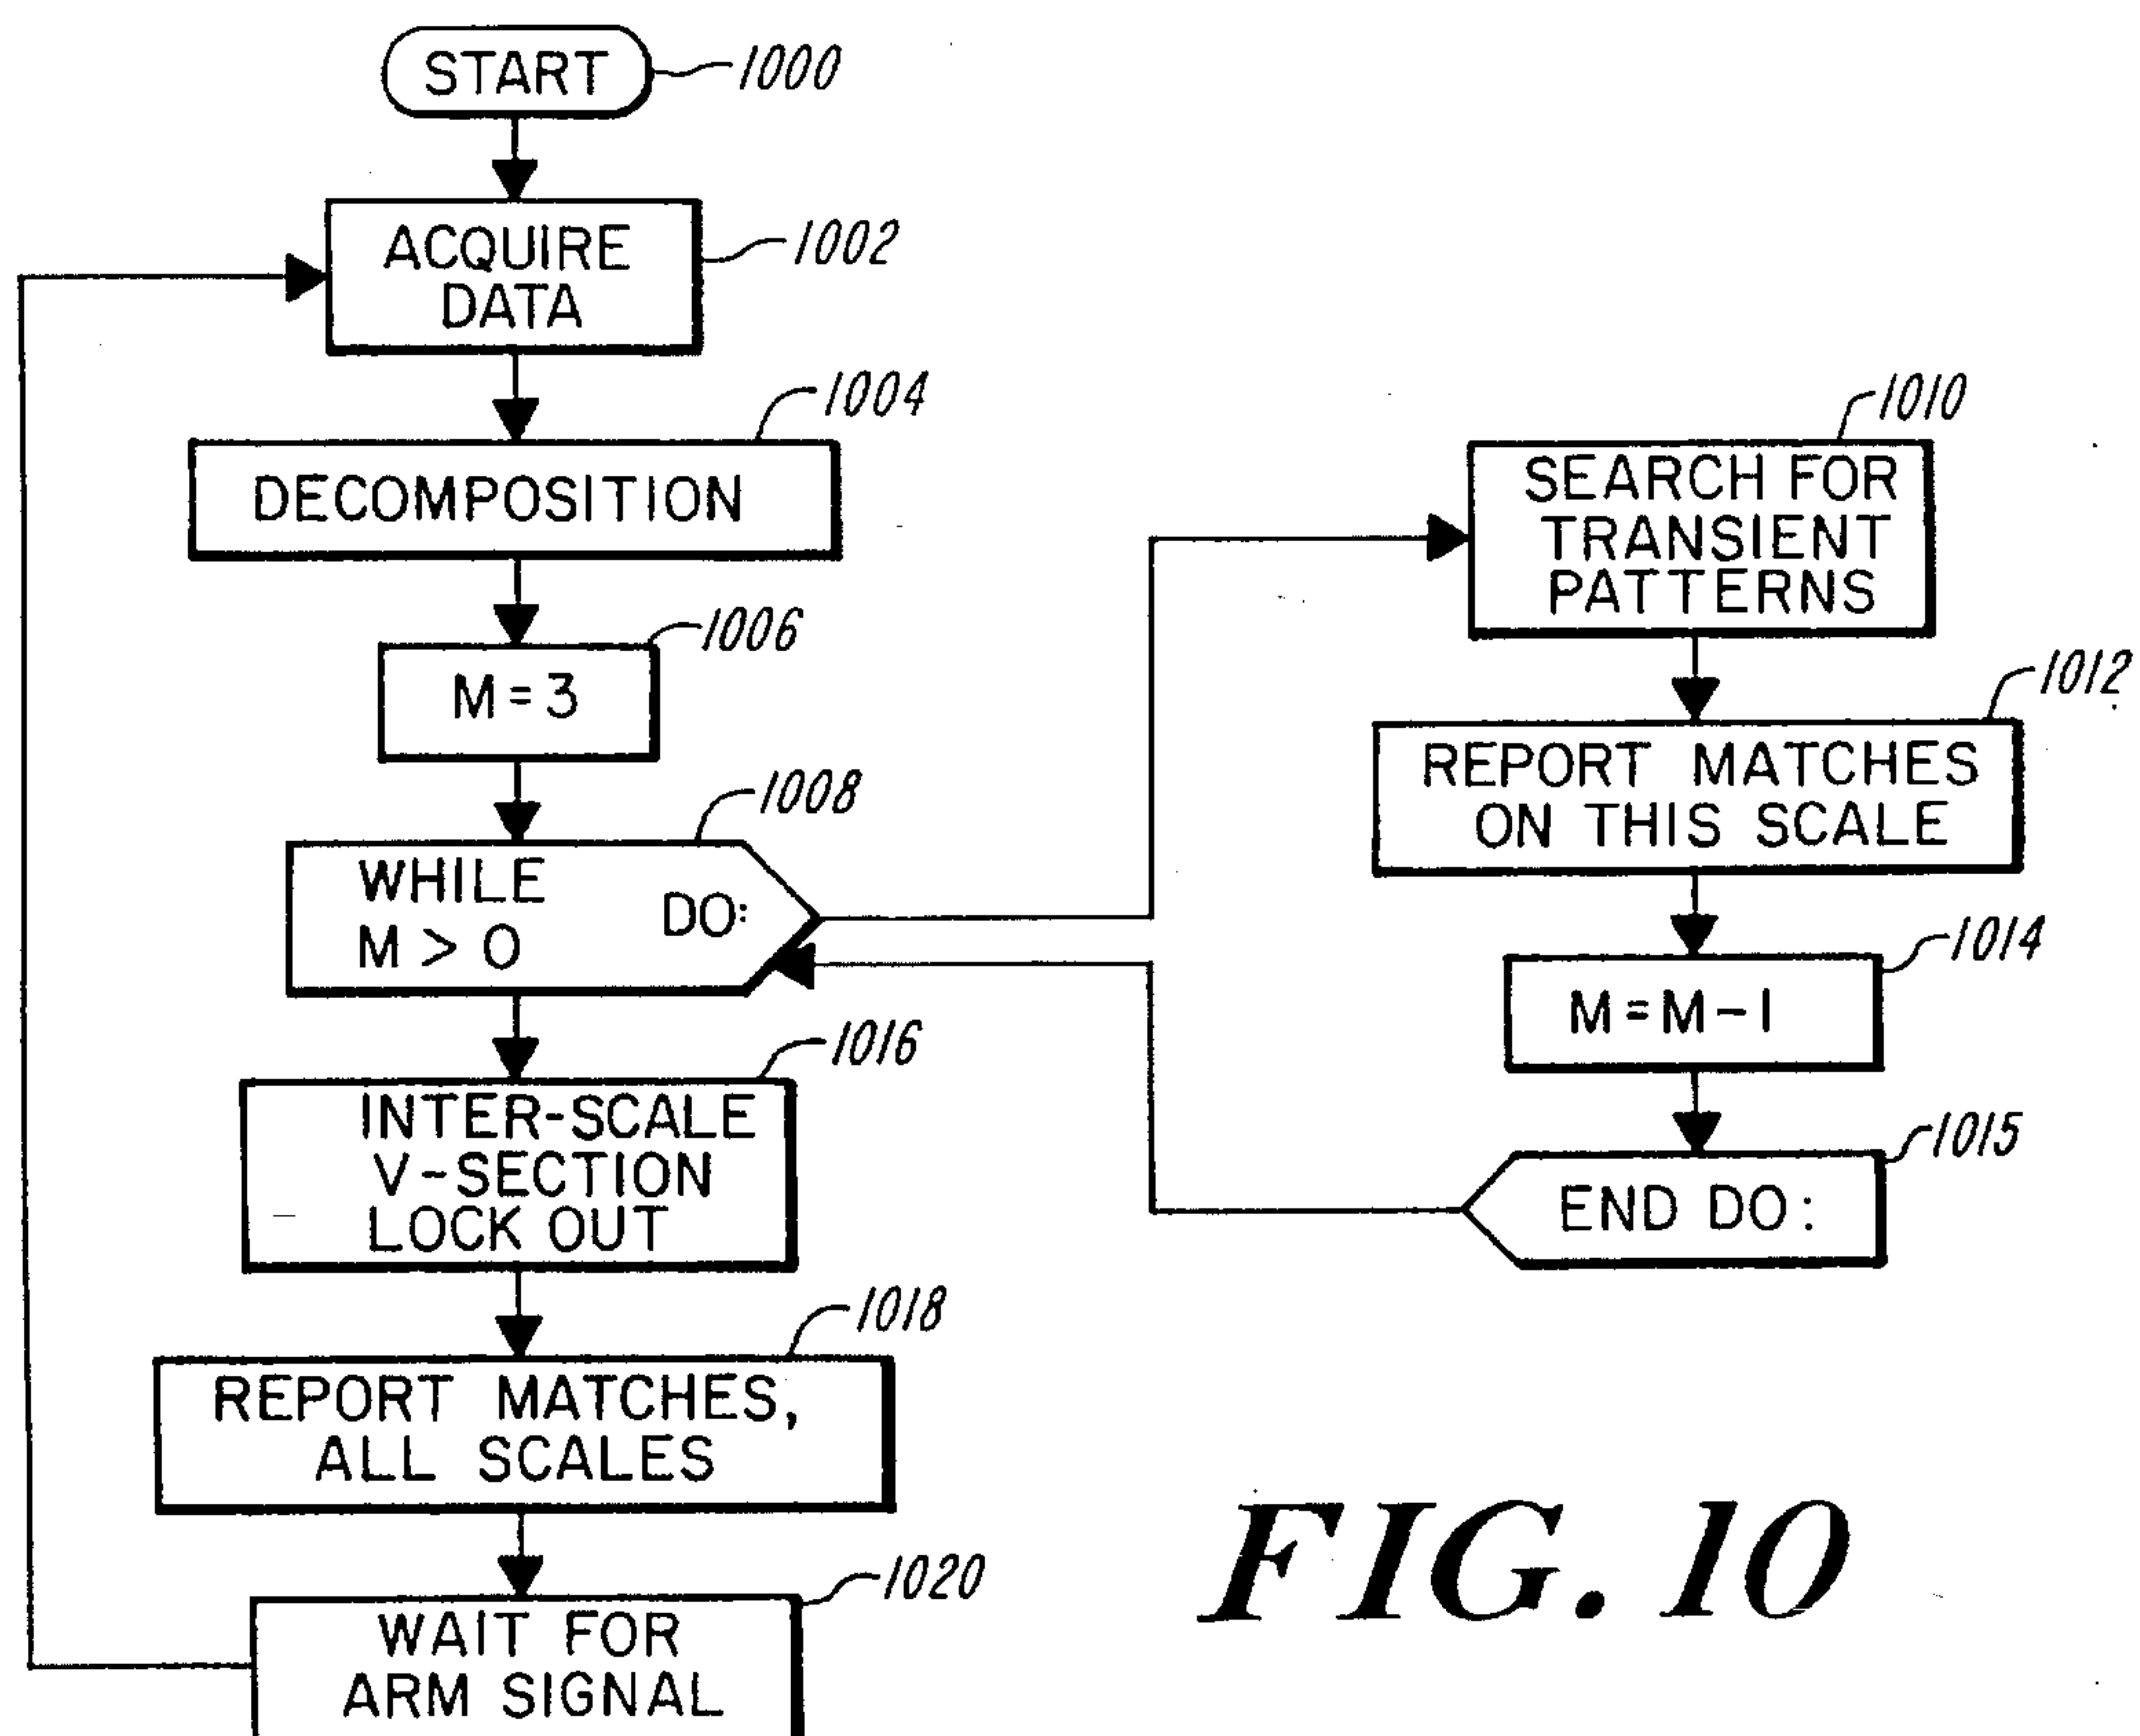 START
1000
ACQUIRE
DATA
1002
DECOMPOSITION
1004
M = 3
1006
WHILE
M > 0
DO:
1008
SEARCH FOR
TRANSIENT
PATTERNS
1010
REPORT MATCHES
ON THIS SCALE
1012
M = M - 1
1014
END DO:
1015
INTER-SCALE
V-SECTION
LOCK OUT
1016
REPORT MATCHES,
ALL SCALES
1018
WAIT FOR
ARM SIGNAL
1020
FIG. 10